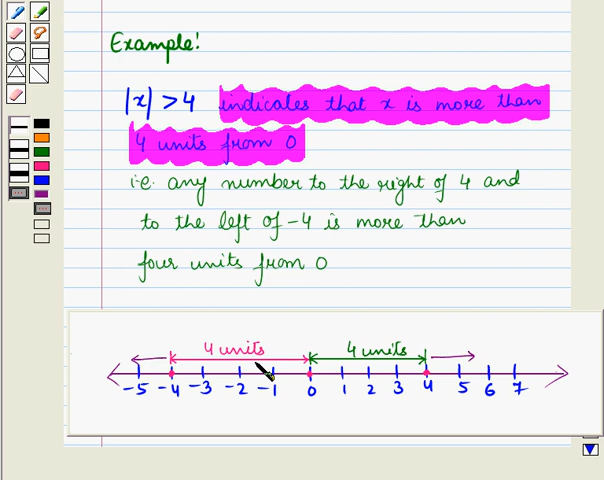 Example!
|x| > 4 indicates that x is more than
4 units from 0
i.e. any number to the right of 4 and
to the left of -4 is more than
four units from 0
4 units 4 units
-5 -4 -3 -2 -1 0 1 2 3 4 5 6 7